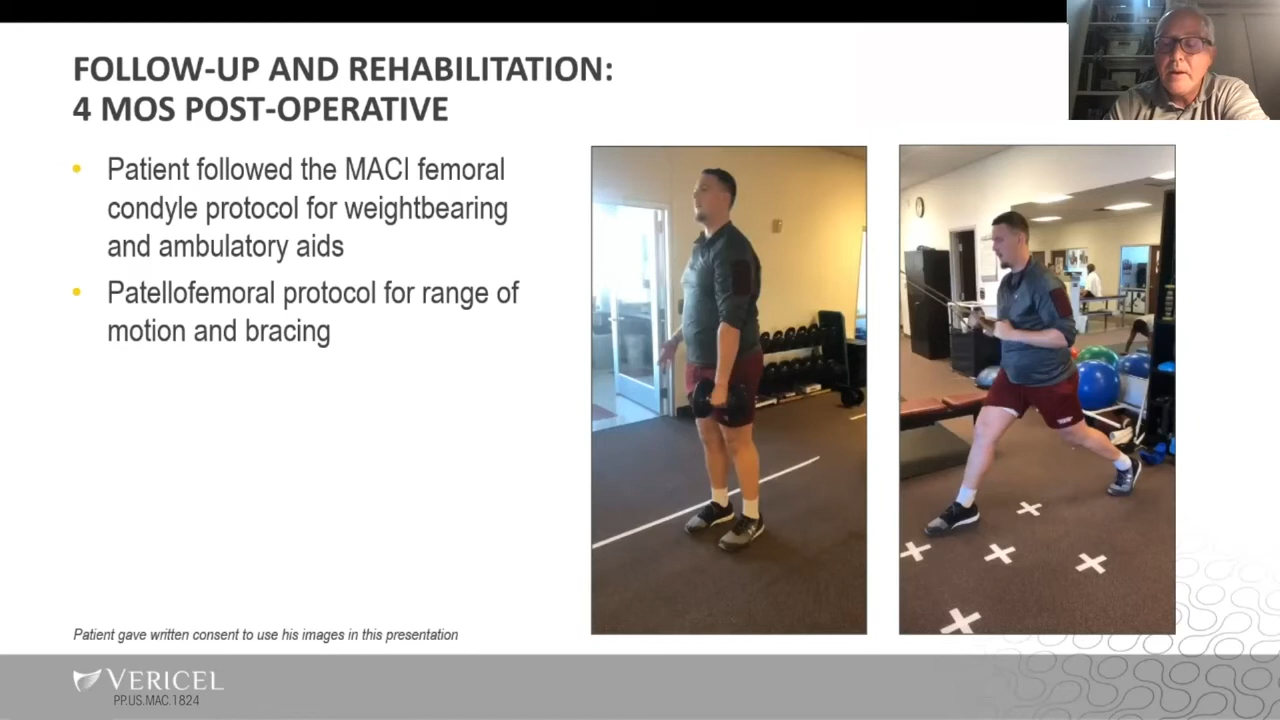 FOLLOW-UP AND REHABILITATION:
4 MOS POST-OPERATIVE
• Patient followed the MACI femoral
condyle protocol for weightbearing
and ambulatory aids
• Patellofemoral protocol for range of
motion and bracing
Patient gave written consent to use his images in this presentation
VERICEL
PP.US.MAC.1824